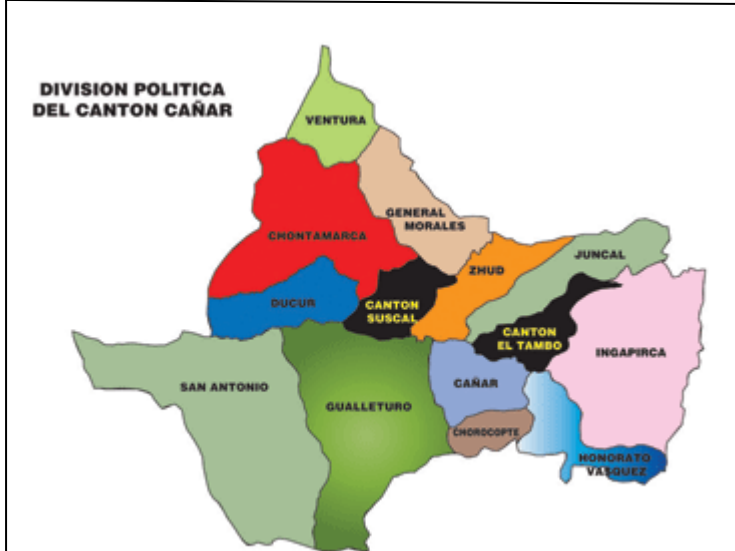 DIVISION POLITICA
DEL CANTON CAÑAR
VENTURA
GENERAL
MORALES
CHONTAMARCA
ZHUD
JUNCAL
DUCUR
CANTON
SUSCAL
CANTON
EL TAMBO
INGAPIRCA
SAN ANTONIO
GUALLETURO
CAÑAR
CHOROCOPTE
HONORATO
VASQUEZ